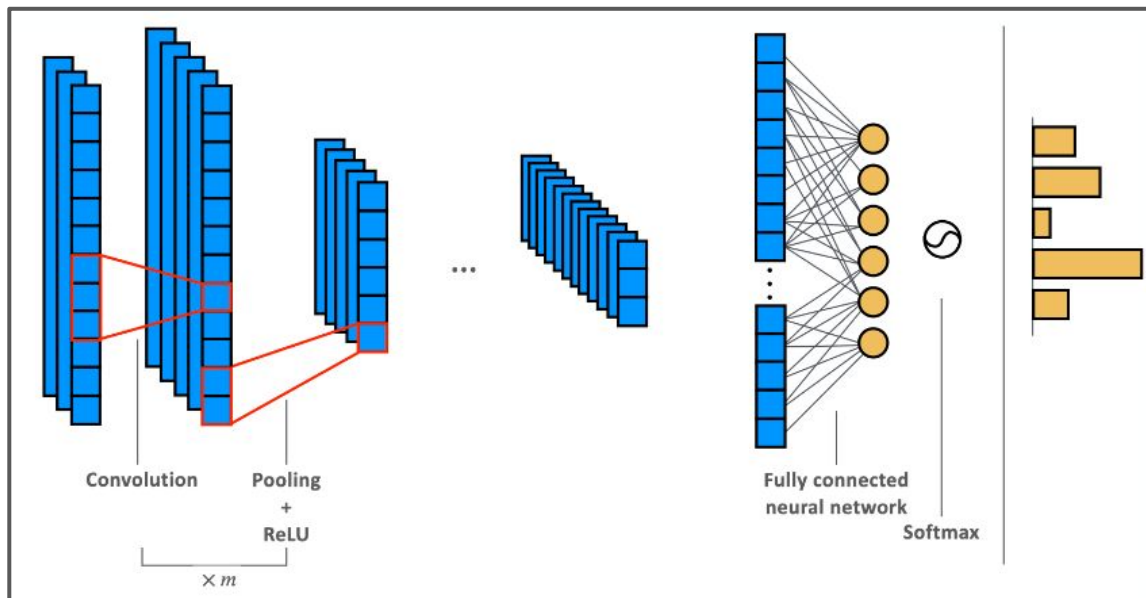 ...
Convolution
Pooling
+
ReLU
× m
Fully connected
neural network
Softmax